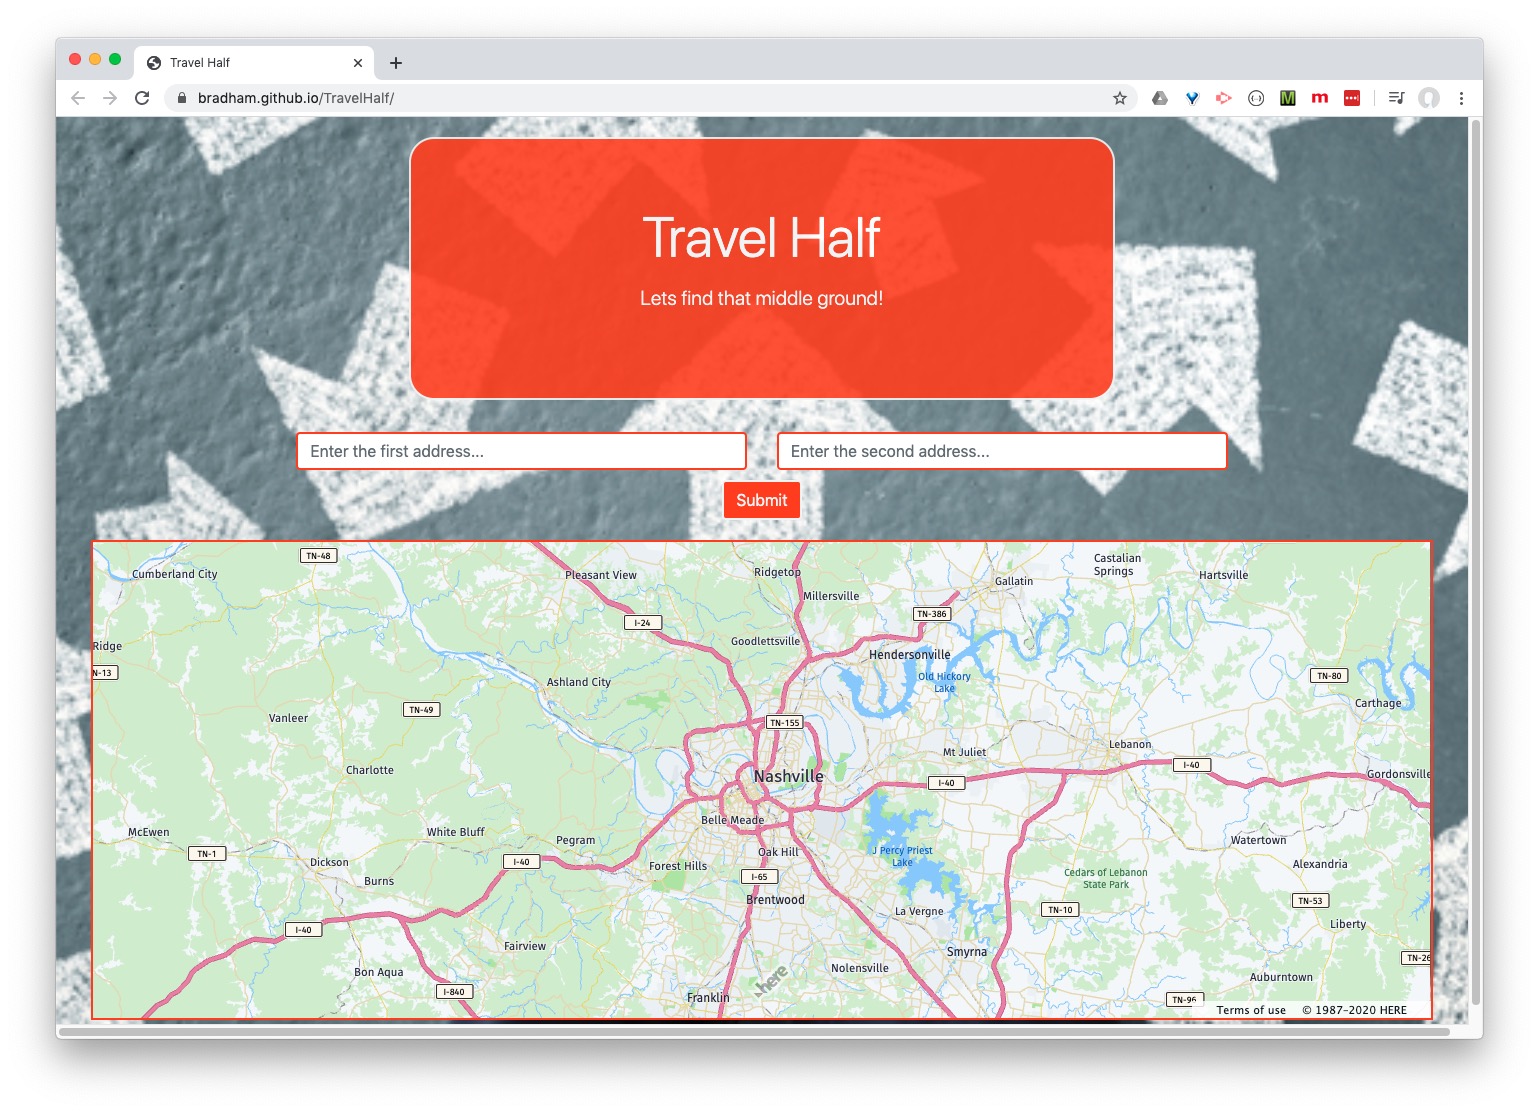 Travel Half
bradham.github.io/TravelHalf/
Travel Half
Lets find that middle ground!
Enter the first address...
Enter the second address...
Submit
TN-48
Cumberland City
Pleasant View
Ridgetop
Castalian
Springs
Hartsville
Gallatin
Millersville
TN-386
I-24
Goodlettsville
Ridge
Hendersonville
N-13
Old Hickory
Lake
TN-80
Ashland City
Carthage
TN-49
Vanleer
TN-155
Mt Juliet
Lebanon
I-40
Charlotte
Nashville
Gordonsville
I-40
Belle Meade
McEwen
White Bluff
Pegram
Watertown
TN-1
Dickson
I-40
Oak Hill
J Percy Priest
Lake
Forest Hills
Alexandria
Burns
I-65
Cedars of Lebanon
State Park
Brentwood
TN-53
La Vergne
TN-10
Liberty
I-40
Fairview
Smyrna
TN-26
Bon Aqua
Nolensville
Auburntown
I-840
Franklin
here
TN-96
Terms of use © 1987-2020 HERE